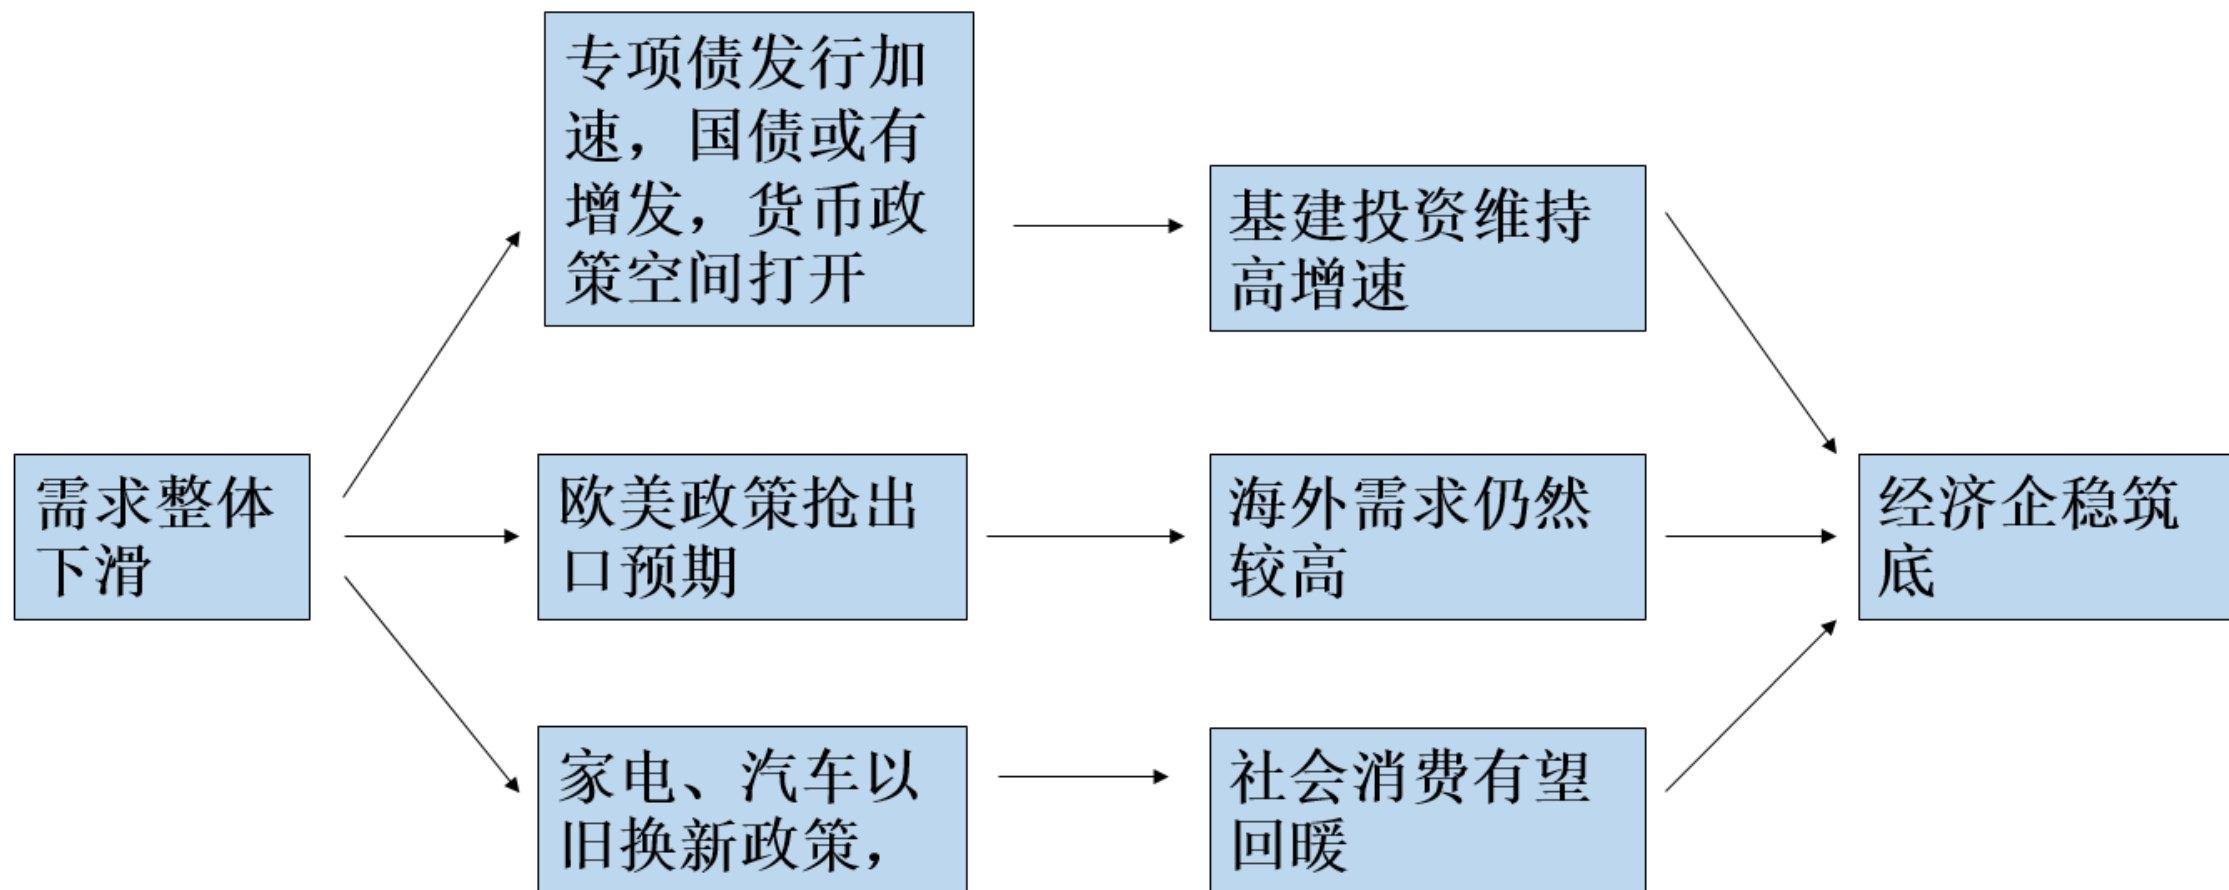 需求整体
下滑
专项债发行加
速，国债或有
增发，货币政
策空间打开
基建投资维持
高增速
欧美政策抢出
口预期
海外需求仍然
较高
家电、汽车以
旧换新政策，
社会消费有望
回暖
经济企稳筑
底